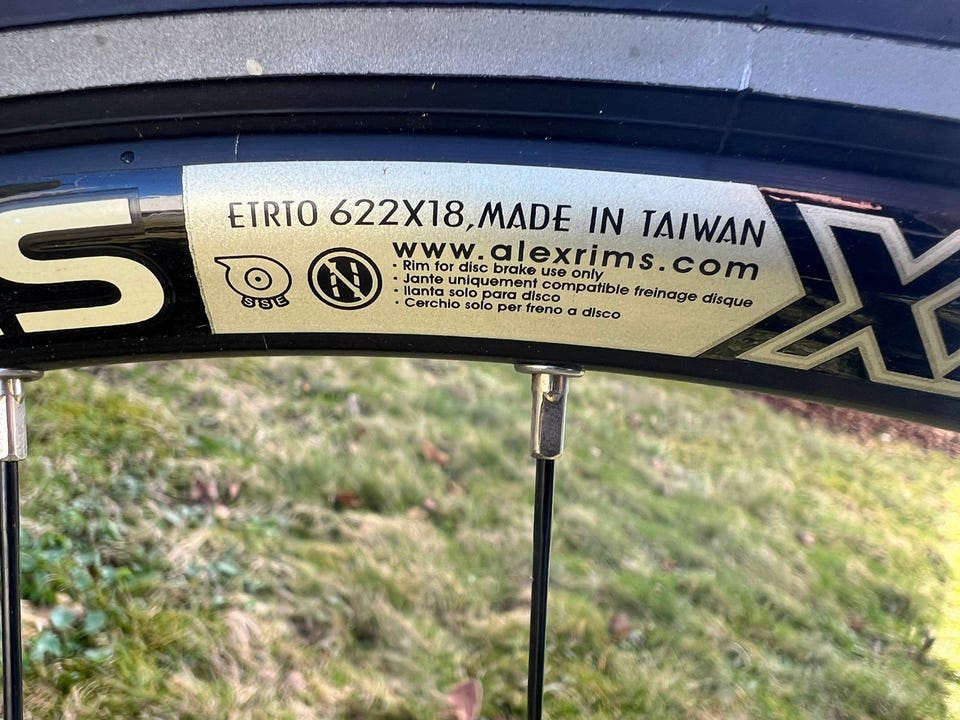 ETRTO 622X18, MADE IN TAIWAN
www.alexrims.com
· Rim for disc brake use only
· Jante uniquement compatible freinage disque
· llanta solo para disco
· Cerchio solo per freno a disco
SSE
N
S
X